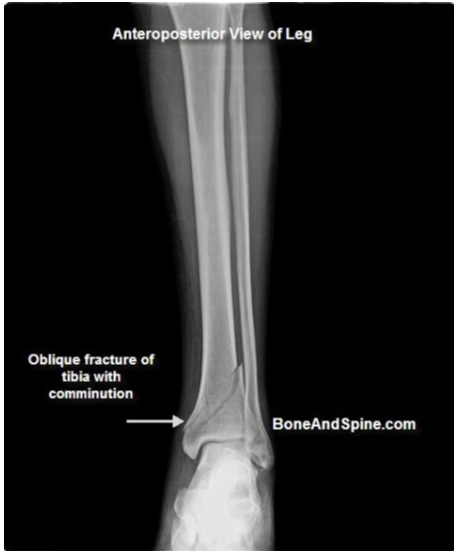 Anteroposterior View of Leg
Oblique fracture of
tibia with
comminution
BoneAndSpine.com